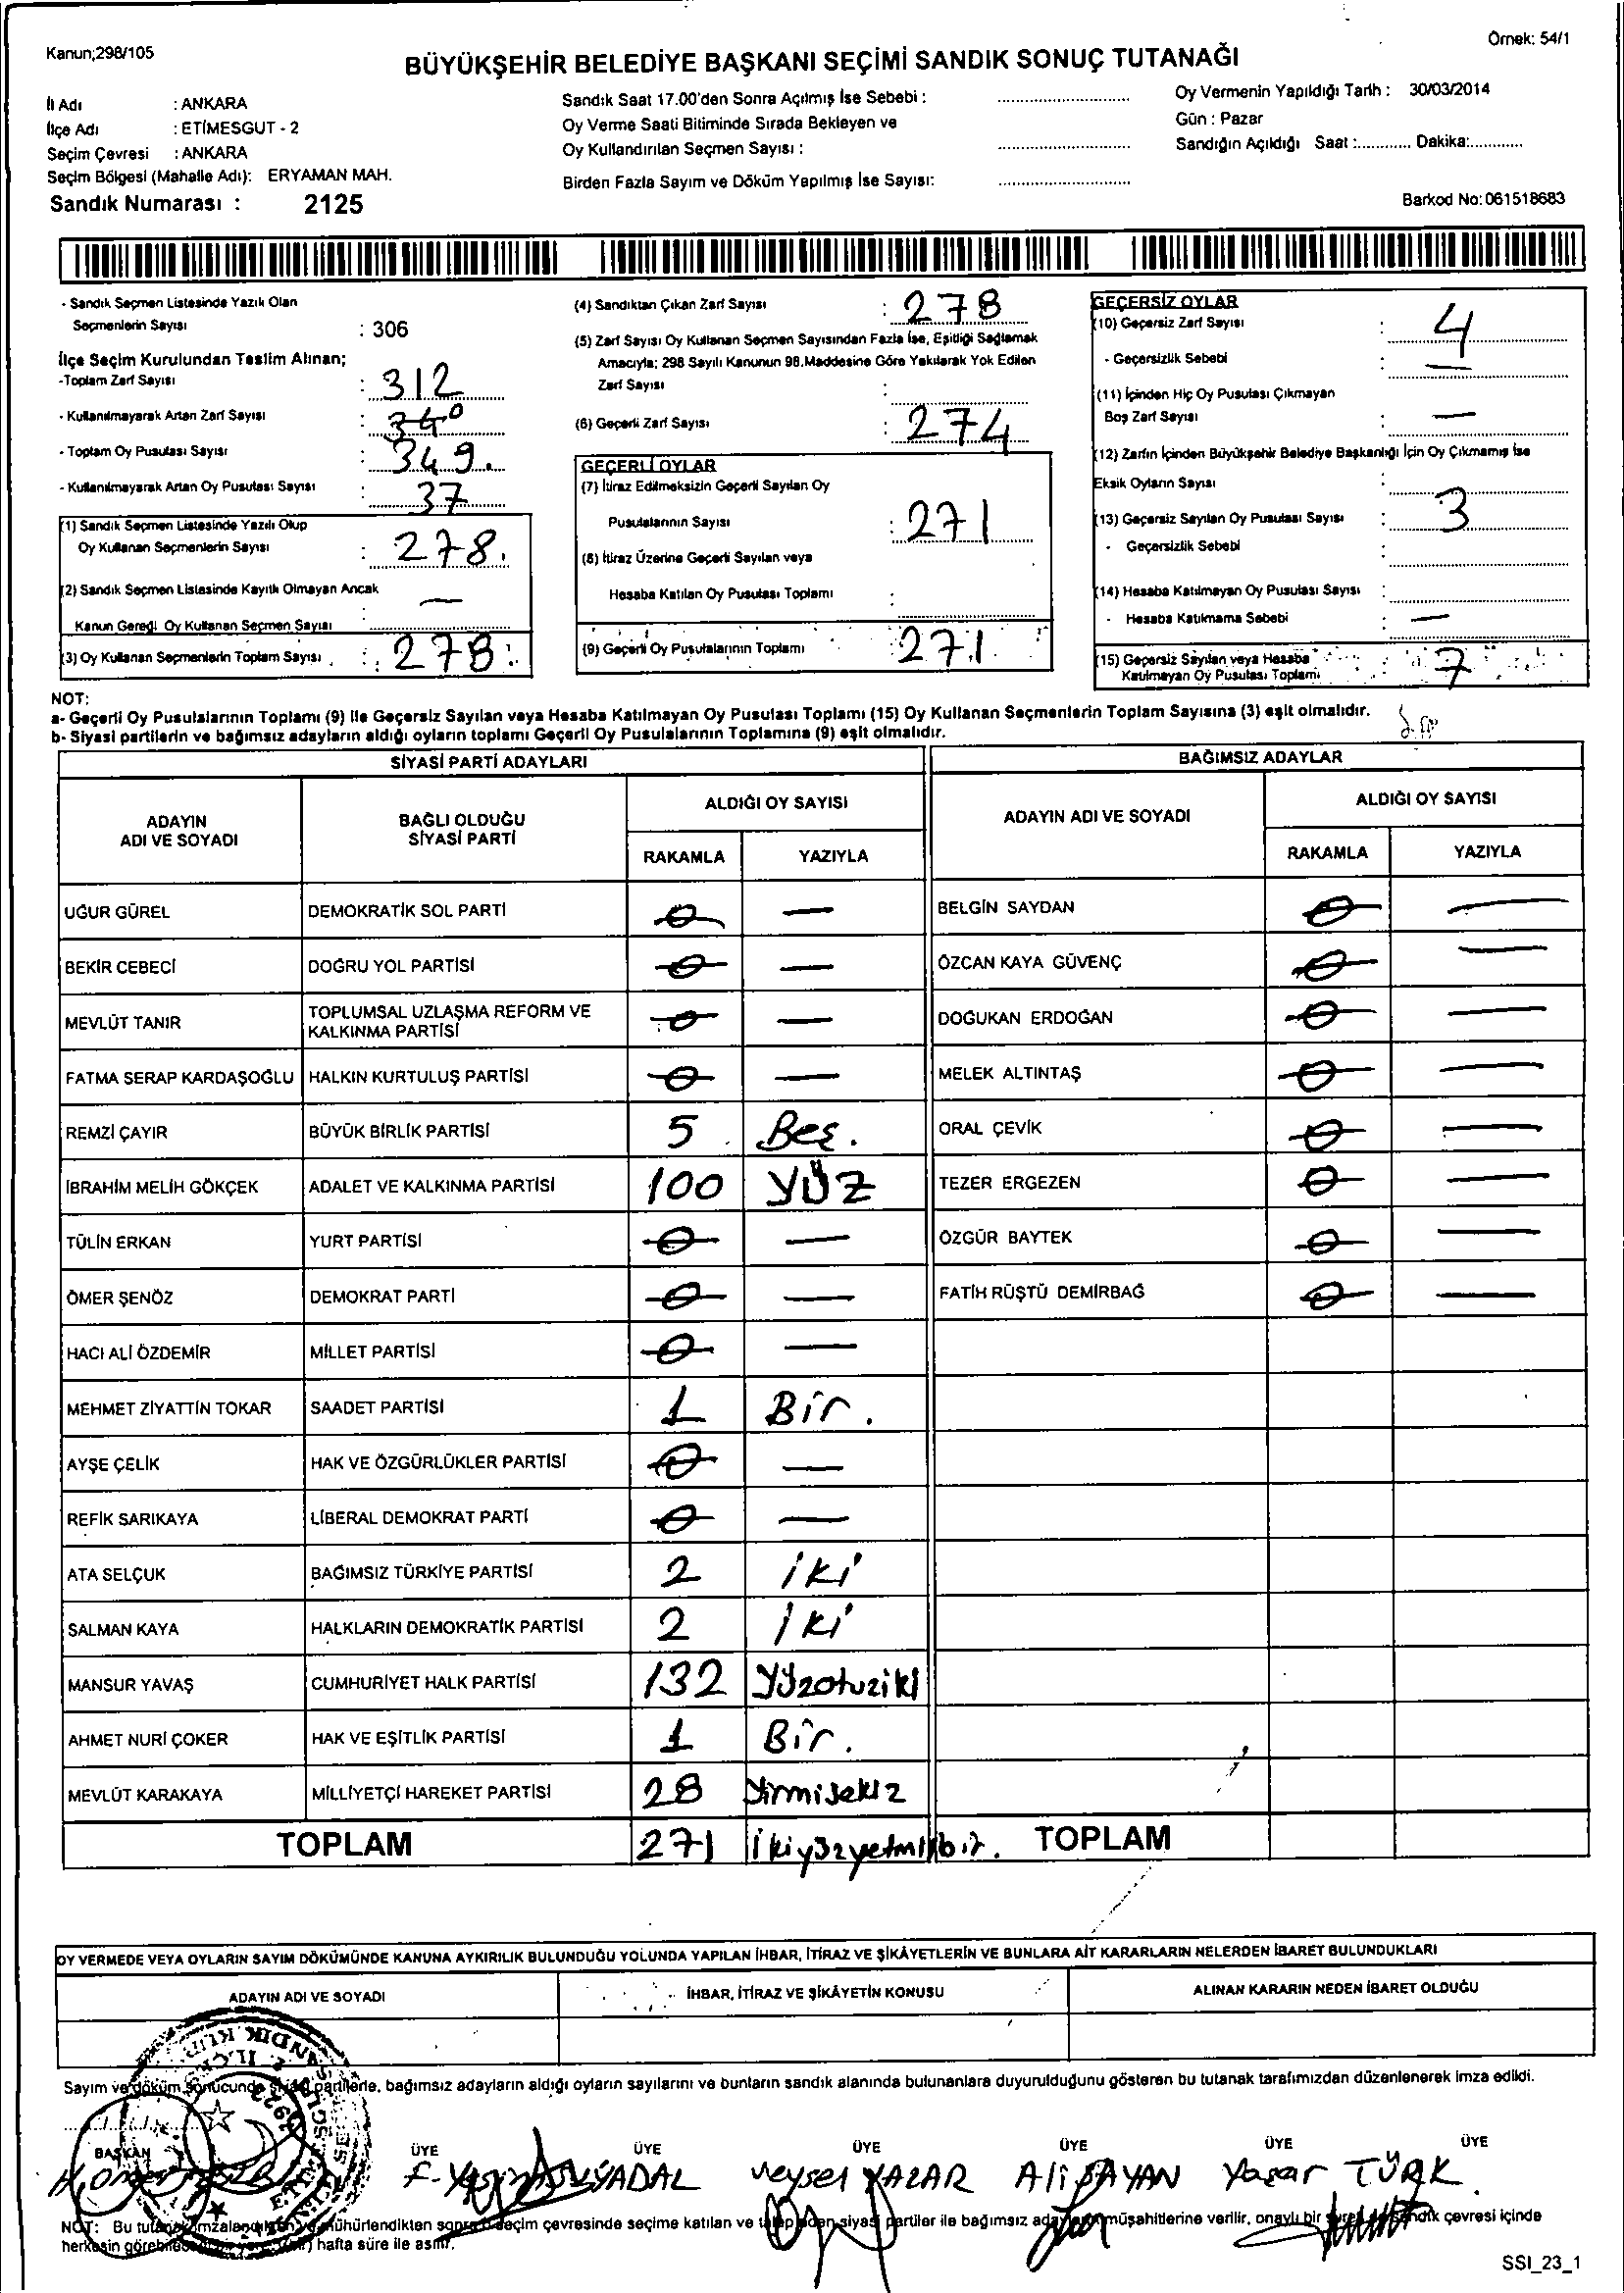 Kanun;298/105
Örnek: 54/1
BÜYÜKŞEHİR BELEDİYE BAŞKANI SEÇİMİ SANDIK SONUÇ TUTANAĞI
İl Adı : ANKARA
İlçe Adı : ETİMESGUT - 2
Seçim Çevresi : ANKARA
Seçim Bölgesi (Mahalle Adı): ERYAMAN MAH.
Sandık Numarası : 2125
Sandık Saat 17.00'den Sonra Açılmış İse Sebebi :
Oy Verme Saati Bitiminde Sırada Bekleyen ve
Oy Kullandırılan Seçmen Sayısı :
Birden Fazla Sayım ve Döküm Yapılmış İse Sayısı:
Oy Vermenin Yapıldığı Tarih : 30/03/2014
Gün : Pazar
Sandığın Açıldığı Saat :............ Dakika:............
Barkod No: 061518683
- Sandık Seçmen Listesinde Yazılı Olan
Seçmenlerin Sayısı : 306
İlçe Seçim Kurulundan Teslim Alınan;
-Toplam Zarf Sayısı : 312
- Kullanılmayarak Artan Zarf Sayısı :
- Toplam Oy Pusulası Sayısı : 349.
- Kullanılmayarak Artan Oy Pusulası Sayısı : 37
(1) Sandık Seçmen Listesinde Yazılı Olup
Oy Kullanan Seçmenlerin Sayısı : 278.
(2) Sandık Seçmen Listesinde Kayıtlı Olmayan Ancak
Kanun Gereği Oy Kullanan Seçmen Sayısı —
(3) Oy Kullanan Seçmenlerin Toplam Sayısı : 278
(4) Sandıktan Çıkan Zarf Sayısı : 278
(5) Zarf Sayısı Oy Kullanan Seçmen Sayısından Fazla İse, Eşitliği Sağlamak
Amacıyla; 298 Sayılı Kanunun 98.Maddesine Göre Yakılarak Yok Edilen
Zarf Sayısı :
(6) Geçerli Zarf Sayısı : 274
GEÇERLİ OYLAR
(7) İtiraz Edilmeksizin Geçerli Sayılan Oy
Pusulalarının Sayısı : 271
(8) İtiraz Üzerine Geçerli Sayılan veya
Hesaba Katılan Oy Pusulası Toplamı :
(9) Geçerli Oy Pusulalarının Toplamı : 271
GEÇERSİZ OYLAR
(10) Geçersiz Zarf Sayısı : 4
- Geçersizlik Sebebi : —
(11) İçinden Hiç Oy Pusulası Çıkmayan
Boş Zarf Sayısı : —
(12) Zarfın İçinden Büyükşehir Belediye Başkanlığı İçin Oy Çıkmamış İse
Eksik Oyların Sayısı :
(13) Geçersiz Sayılan Oy Pusulası Sayısı : 3
- Geçersizlik Sebebi :
(14) Hesaba Katılmayan Oy Pusulası Sayısı :
- Hesaba Katılmama Sebebi : —
(15) Geçersiz Sayılan veya Hesaba
Katılmayan Oy Pusulası Toplamı : 7
NOT:
a- Geçerli Oy Pusulalarının Toplamı (9) ile Geçersiz Sayılan veya Hesaba Katılmayan Oy Pusulası Toplamı (15) Oy Kullanan Seçmenlerin Toplam Sayısına (3) eşit olmalıdır.
b- Siyasi partilerin ve bağımsız adayların aldığı oyların toplamı Geçerli Oy Pusulalarının Toplamına (9) eşit olmalıdır.
SİYASİ PARTİ ADAYLARI
BAĞIMSIZ ADAYLAR
ADAYIN ADI VE SOYADI
BAĞLI OLDUĞU SİYASİ PARTİ
ALDIĞI OY SAYISI
RAKAMLA YAZIYLA
ADAYIN ADI VE SOYADI
ALDIĞI OY SAYISI
RAKAMLA YAZIYLA
UĞUR GÜREL DEMOKRATİK SOL PARTİ 0 — BELGİN SAYDAN 0 —
BEKİR CEBECİ DOĞRU YOL PARTİSİ 0 — ÖZCAN KAYA GÜVENÇ 0 —
MEVLÜT TANIR TOPLUMSAL UZLAŞMA REFORM VE KALKINMA PARTİSİ 0 — DOĞUKAN ERDOĞAN 0 —
FATMA SERAP KARDAŞOĞLU HALKIN KURTULUŞ PARTİSİ 0 — MELEK ALTINTAŞ 0 —
REMZİ ÇAYIR BÜYÜK BİRLİK PARTİSİ 5 Beş. ORAL ÇEVİK 0 —
İBRAHİM MELİH GÖKÇEK ADALET VE KALKINMA PARTİSİ 100 YÜZ TEZER ERGEZEN 0 —
TÜLİN ERKAN YURT PARTİSİ 0 — ÖZGÜR BAYTEK 0 —
ÖMER ŞENÖZ DEMOKRAT PARTİ 0 — FATİH RÜŞTÜ DEMİRBAĞ 0 —
HACI ALİ ÖZDEMİR MİLLET PARTİSİ 0 —
MEHMET ZİYATTİN TOKAR SAADET PARTİSİ 1 Bir.
AYŞE ÇELİK HAK VE ÖZGÜRLÜKLER PARTİSİ 0 —
REFİK SARIKAYA LİBERAL DEMOKRAT PARTİ 0 —
ATA SELÇUK BAĞIMSIZ TÜRKİYE PARTİSİ 2 iki
SALMAN KAYA HALKLARIN DEMOKRATİK PARTİSİ 2 iki
MANSUR YAVAŞ CUMHURİYET HALK PARTİSİ 132 yüzotuziki
AHMET NURİ ÇOKER HAK VE EŞİTLİK PARTİSİ 1 Bir.
MEVLÜT KARAKAYA MİLLİYETÇİ HAREKET PARTİSİ 28 yirmisekiz
TOPLAM 271 ikiyüzyetmişbir. TOPLAM
OY VERMEDE VEYA OYLARIN SAYIM DÖKÜMÜNDE KANUNA AYKIRILIK BULUNDUĞU YOLUNDA YAPILAN İHBAR, İTİRAZ VE ŞİKÂYETLERİN VE BUNLARA AİT KARARLARIN NELERDEN İBARET BULUNDUKLARI
ADAYIN ADI VE SOYADI İHBAR, İTİRAZ VE ŞİKÂYETİN KONUSU ALINAN KARARIN NEDEN İBARET OLDUĞU
Sayım ve döküm sonucunda siyasi partilerle, bağımsız adayların aldığı oyların sayılarını ve bunların sandık alanında bulunanlara duyurulduğunu gösteren bu tutanak tarafımızdan düzenlenerek imza edildi.
BAŞKAN ÜYE ÜYE ÜYE ÜYE ÜYE ÜYE
Veysel YAZAR Ali ŞAYAN Yaşar TÜRK
NOT: Bu tutanak imzalandıktan ve mühürlendikten sonra seçim çevresinde seçime katılan ve talep eden siyasi partiler ile bağımsız aday müşahitlerine verilir, onaylı bir sureti sandık çevresi içinde
herkesin görebileceği bir yere (bir) hafta süre ile asılır.
SSI_23_1